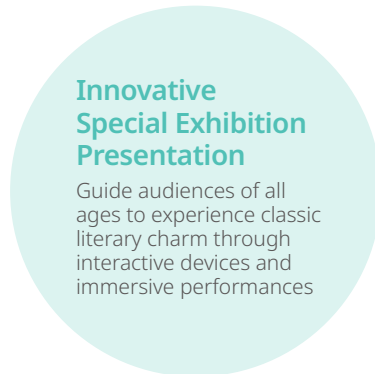 Innovative
Special Exhibition
Presentation
Guide audiences of all
ages to experience classic
literary charm through
interactive devices and
immersive performances